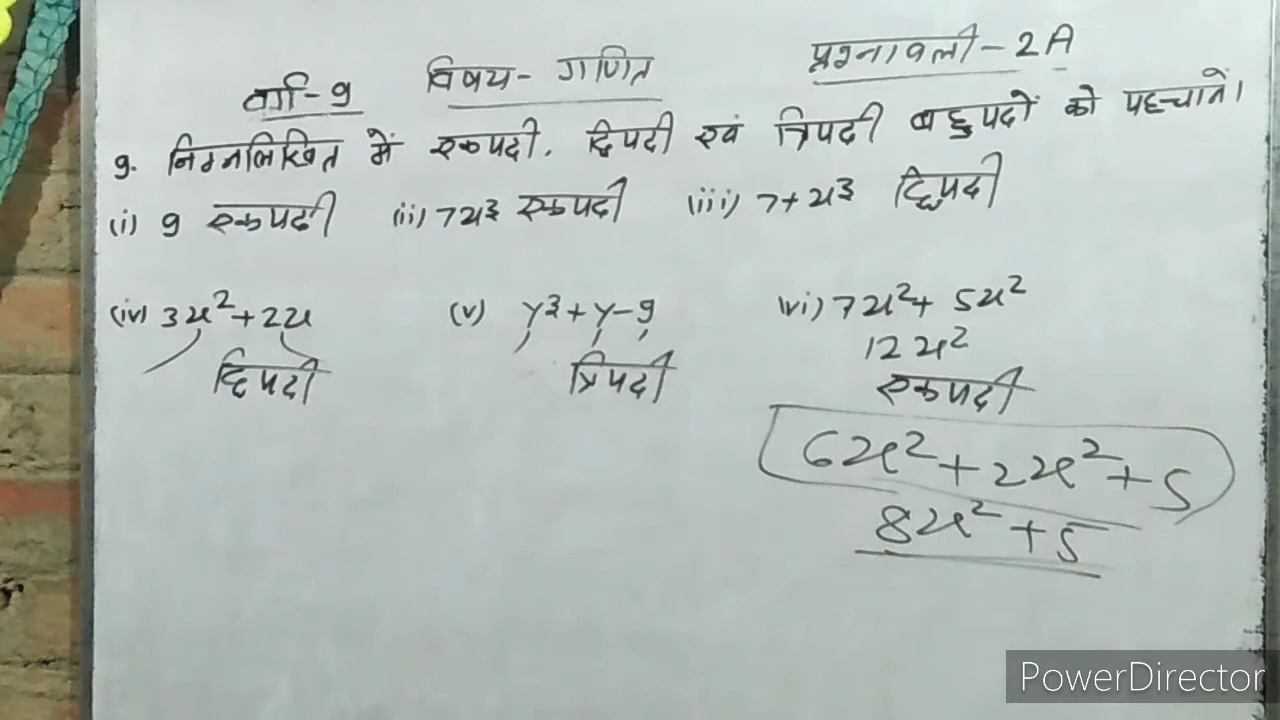 वर्ग-9 विषय- गणित प्रश्नावली-2A
9. निम्नलिखित में एकपदी, द्विपदी एवं त्रिपदी बहुपदों को पहचानें।
(i) 9 एकपदी (ii) 7x³ एकपदी (iii) 7+x³ द्विपदी
(iv) 3x²+2x (v) y³+y-9 (vi) 7x²+5x²
12x²
द्विपदी त्रिपदी एकपदी
6x²+2x²+5
8x²+5
PowerDirector